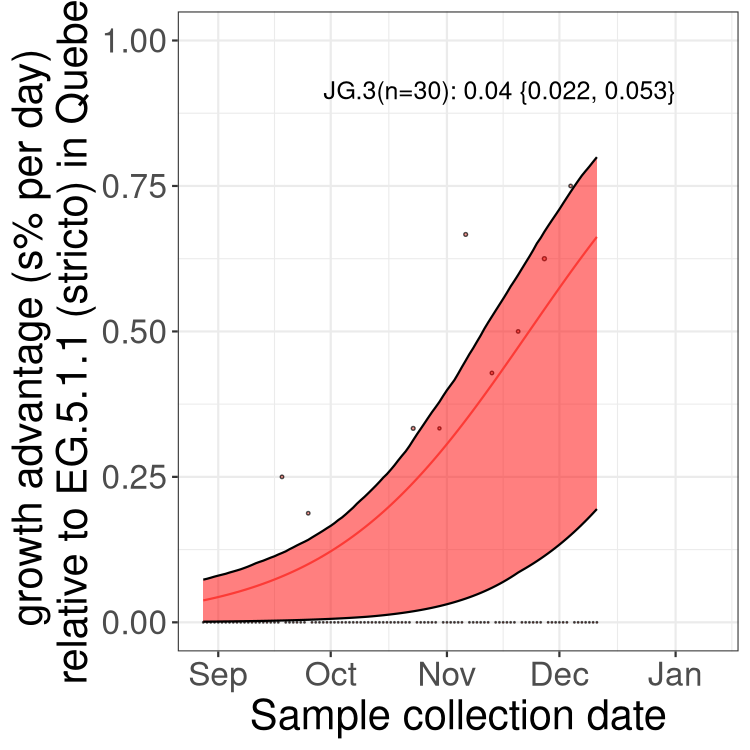 growth advantage (s% per day)
relative to EG.5.1.1 (stricto) in Quebe
1.00
0.75
0.50
0.25
0.00
JG.3(n=30): 0.04 {0.022, 0.053}
Sep Oct Nov Dec Jan
Sample collection date